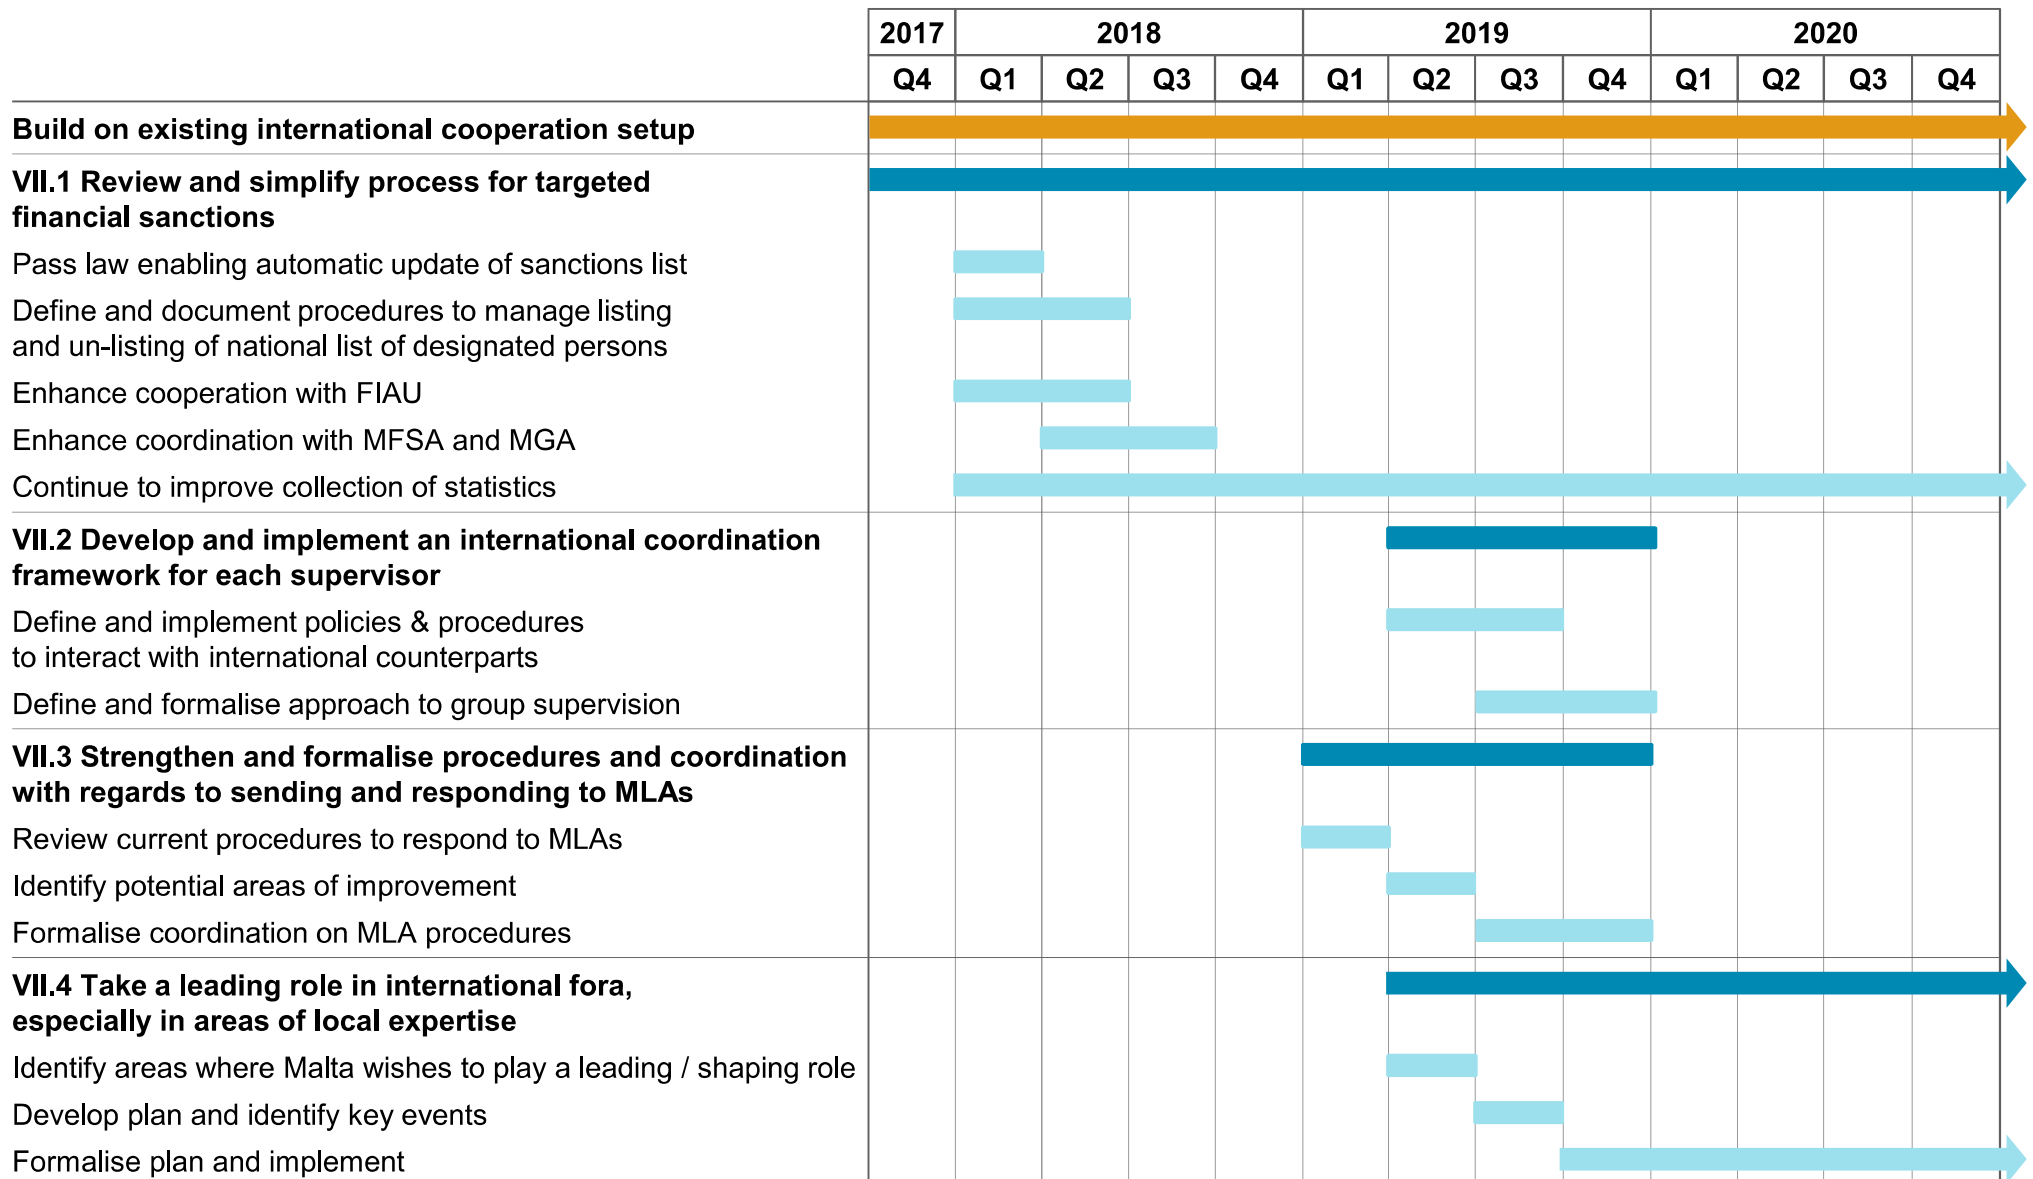 2017 2018 2019 2020
Q4 Q1 Q2 Q3 Q4 Q1 Q2 Q3 Q4 Q1 Q2 Q3 Q4
Build on existing international cooperation setup
VII.1 Review and simplify process for targeted
financial sanctions
Pass law enabling automatic update of sanctions list
Define and document procedures to manage listing
and un-listing of national list of designated persons
Enhance cooperation with FIAU
Enhance coordination with MFSA and MGA
Continue to improve collection of statistics
VII.2 Develop and implement an international coordination
framework for each supervisor
Define and implement policies & procedures
to interact with international counterparts
Define and formalise approach to group supervision
VII.3 Strengthen and formalise procedures and coordination
with regards to sending and responding to MLAs
Review current procedures to respond to MLAs
Identify potential areas of improvement
Formalise coordination on MLA procedures
VII.4 Take a leading role in international fora,
especially in areas of local expertise
Identify areas where Malta wishes to play a leading / shaping role
Develop plan and identify key events
Formalise plan and implement